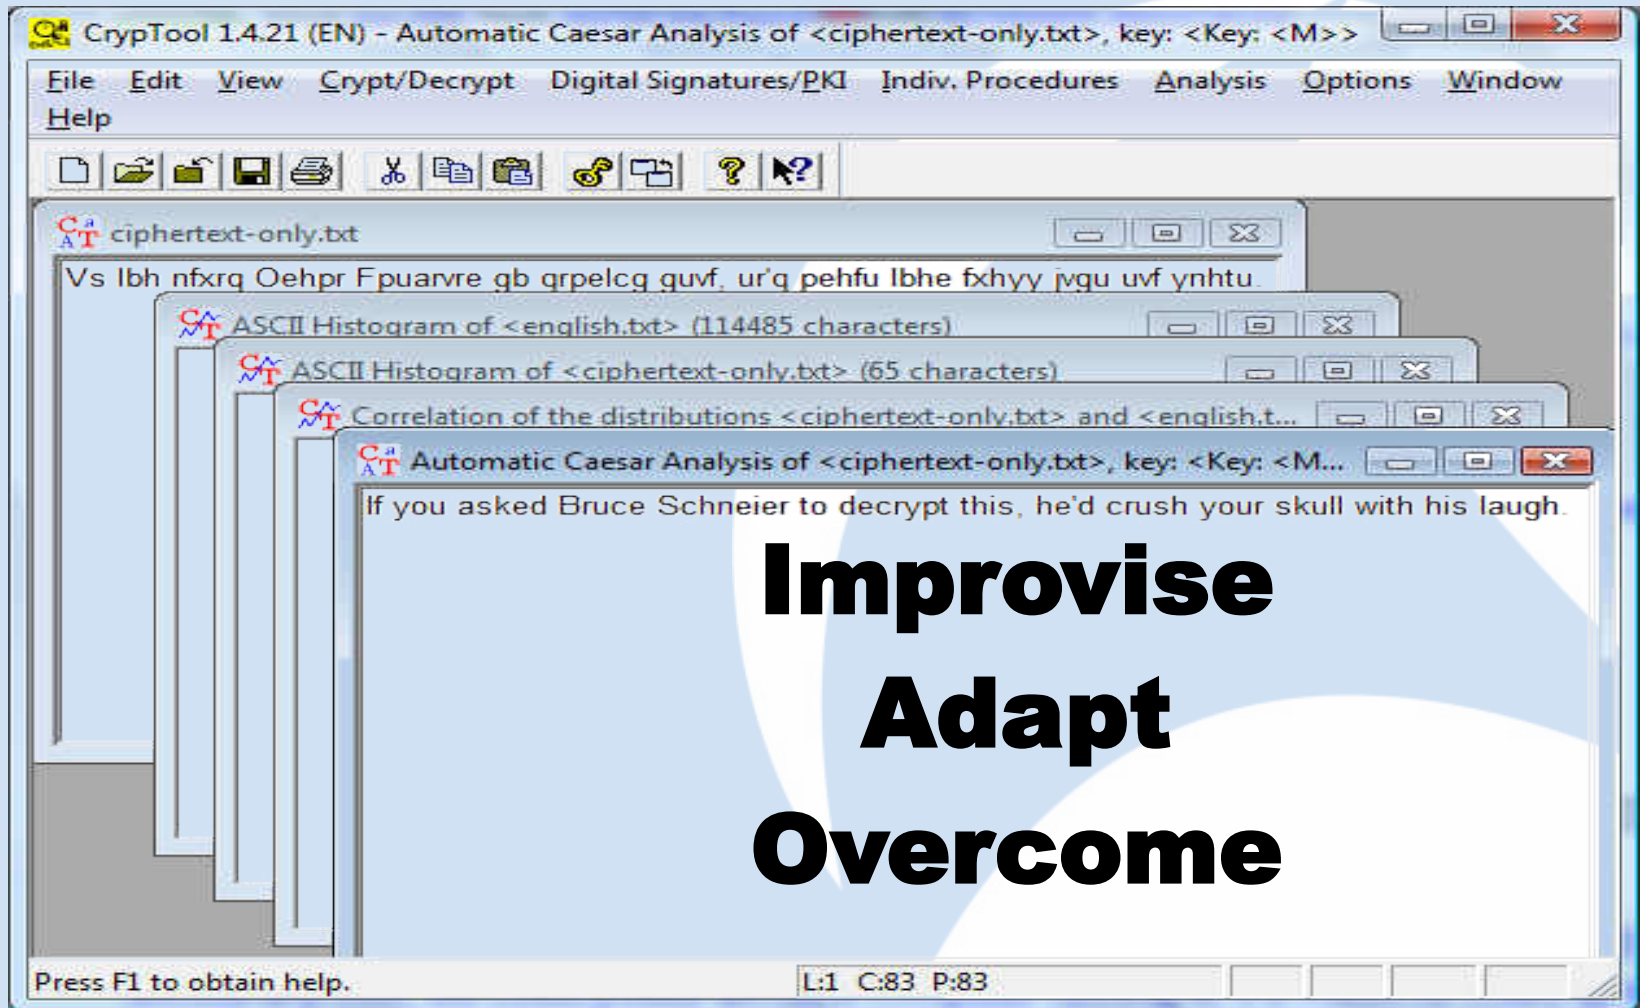 CrypTool 1.4.21 (EN) - Automatic Caesar Analysis of <ciphertext-only.txt>, key: <Key: <M>>
File Edit View Crypt/Decrypt Digital Signatures/PKI Indiv. Procedures Analysis Options Window
Help
ciphertext-only.txt
Vs lbh nfxrq Oehpr Fpuarvre gb qrpelcg guvf, ur'q pehfu lbhe fxhyy jvgu uvf ynhtu.
ASCII Histogram of <english.txt> (114485 characters)
ASCII Histogram of <ciphertext-only.txt> (65 characters)
Correlation of the distributions <ciphertext-only.txt> and <english.t...
Automatic Caesar Analysis of <ciphertext-only.txt>, key: <Key: <M...
If you asked Bruce Schneier to decrypt this, he'd crush your skull with his laugh.
Improvise
Adapt
Overcome
Press F1 to obtain help. L:1 C:83 P:83